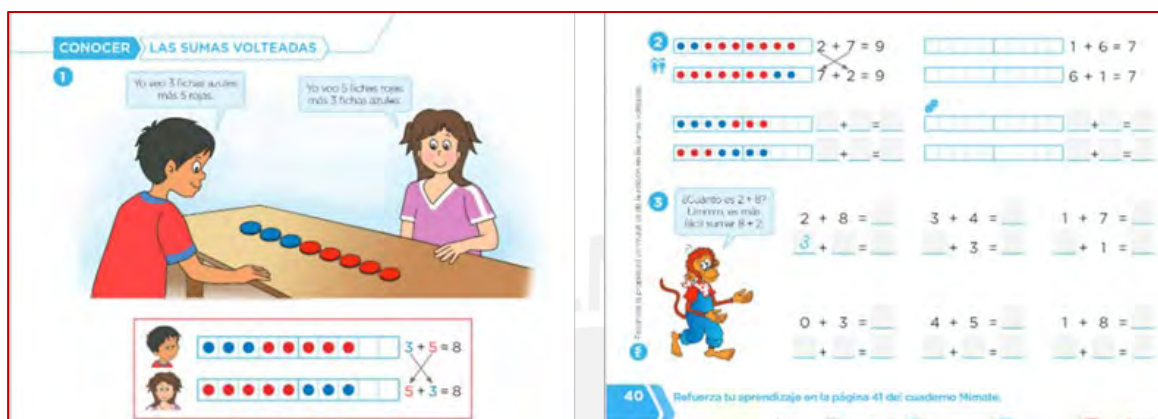 CONOCER LAS SUMAS VOLTEADAS
1
Yo veo 3 fichas azules
más 5 rojas.
Yo veo 5 fichas rojas
más 3 fichas azules.
3 + 5 = 8
5 + 3 = 8
2
2 + 7 = 9
7 + 2 = 9
1 + 6 = 7
6 + 1 = 7
+ =
+ =
+ =
+ =
3
¿Cuánto es 2 + 8?
Ummm, es más
fácil sumar 8 + 2.
2 + 8 =
3 + 4 =
1 + 7 =
+ =
+ 3 =
+ 1 =
0 + 3 =
4 + 5 =
1 + 8 =
+ =
+ =
+ =
40
Refuerza tu aprendizaje en la página 41 del cuaderno Mimate.